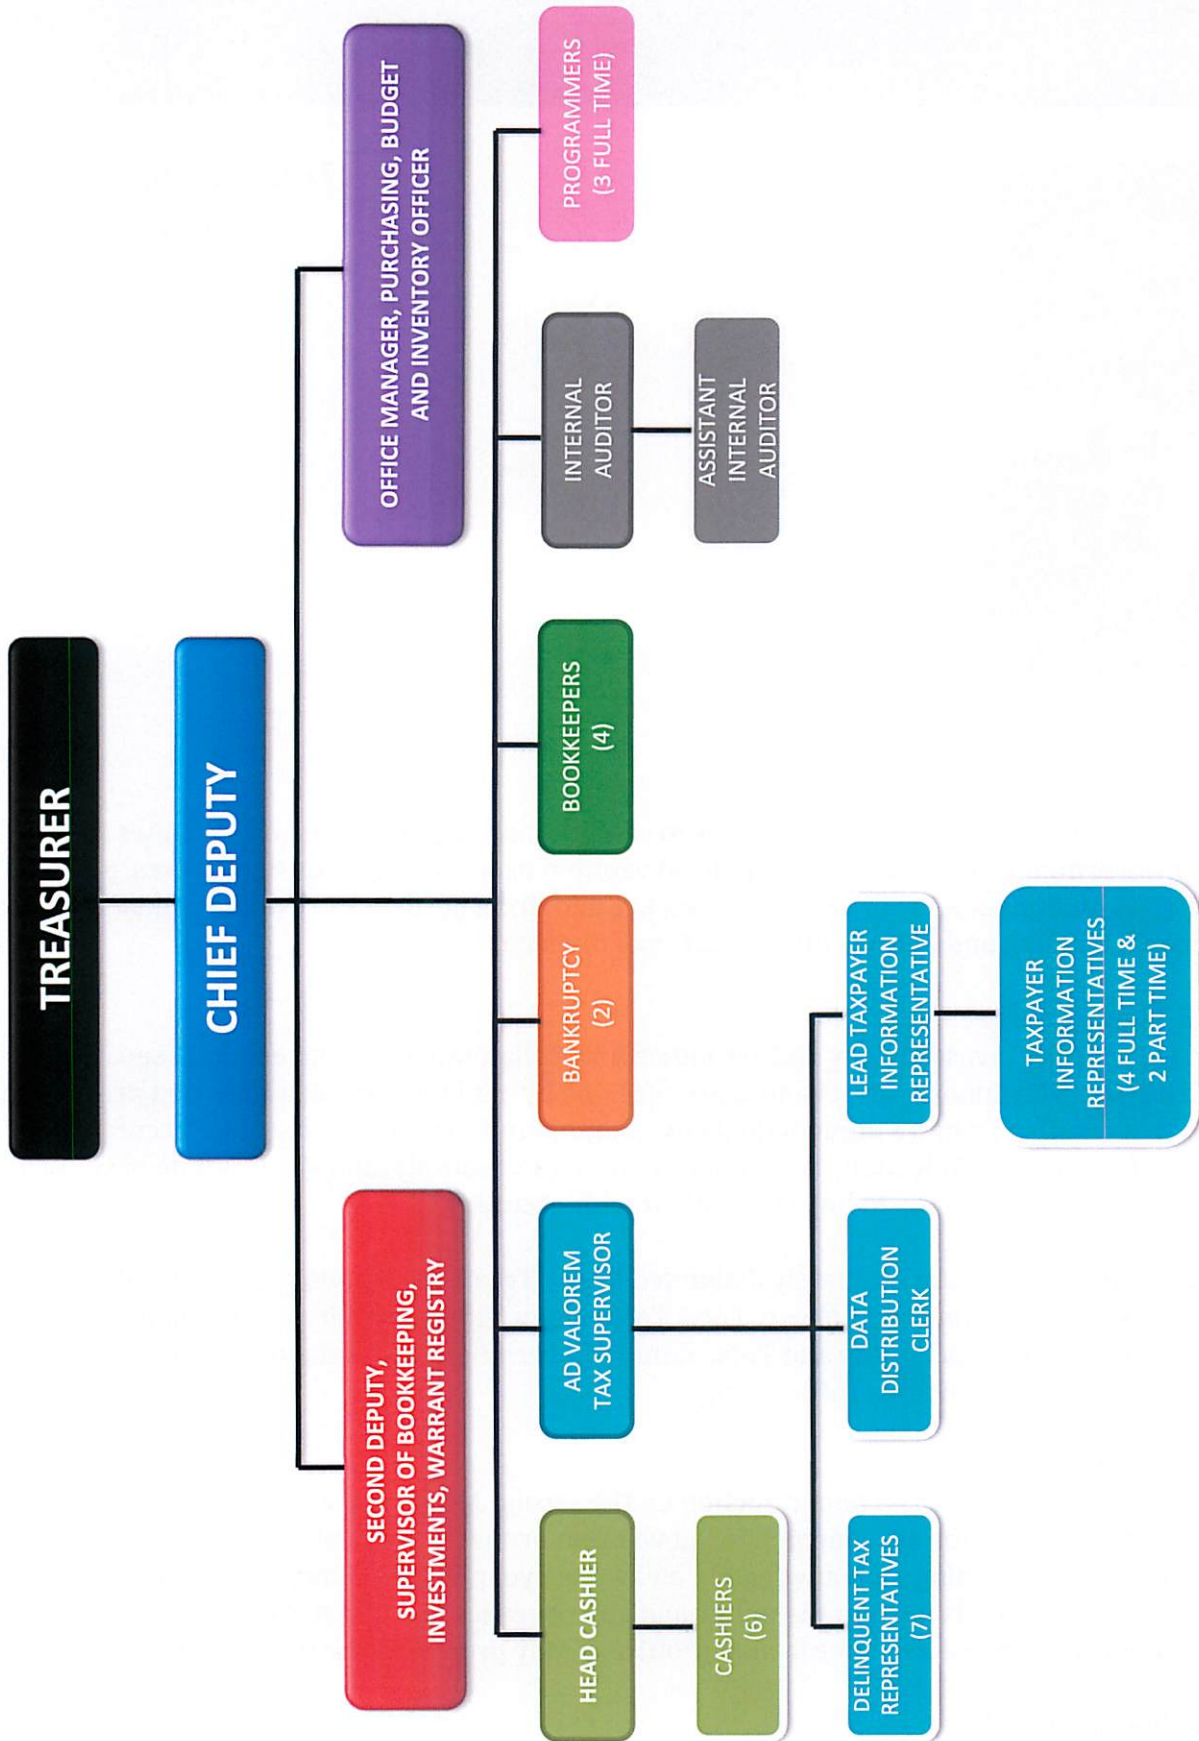 TREASURER
CHIEF DEPUTY
SECOND DEPUTY,
SUPERVISOR OF BOOKKEEPING,
INVESTMENTS, WARRANT REGISTRY
OFFICE MANAGER, PURCHASING, BUDGET
AND INVENTORY OFFICER
HEAD CASHIER
AD VALOREM
TAX SUPERVISOR
BANKRUPTCY
(2)
BOOKKEEPERS
(4)
INTERNAL
AUDITOR
PROGRAMMERS
(3 FULL TIME)
CASHIERS
(6)
ASSISTANT
INTERNAL
AUDITOR
DELINQUENT TAX
REPRESENTATIVES
(7)
DATA
DISTRIBUTION
CLERK
LEAD TAXPAYER
INFORMATION
REPRESENTATIVE
TAXPAYER
INFORMATION
REPRESENTATIVES
(4 FULL TIME &
2 PART TIME)